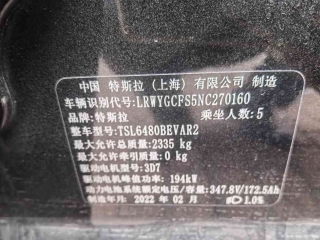 中国 特斯拉(上海)有限公司 制造
车辆识别代号:LRWYGCFS5NC270160
品牌:特斯拉 乘坐人数:5
整车型号:TSL6480BEVAR2
最大允许总质量:2335 kg
最大允许牵引质量:0 kg
驱动电机型号:3D7
驱动电机峰值功率:194kW
动力电池系统额定电压/容量:347.8V/172.5Ah
制造年月:2022 年 02 月 1.0%